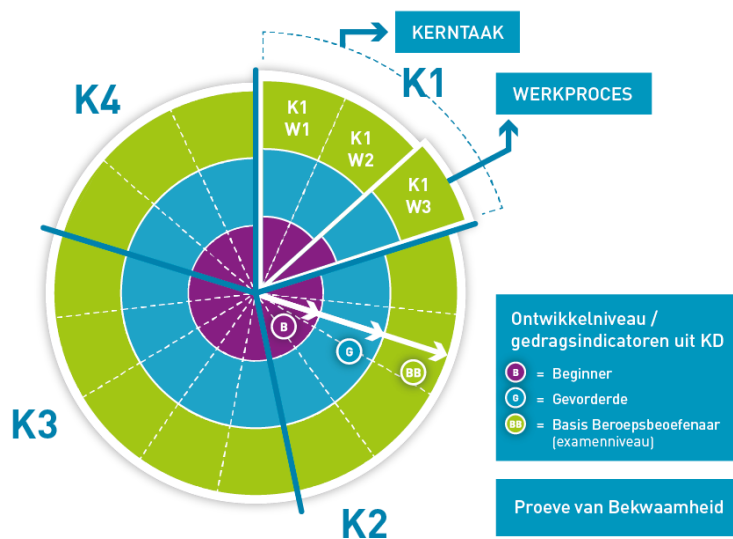 KERNTAAK
K1
WERKPROCES
K4
K1
W1
K1
W2
K1
W3
B
G
BB
Ontwikkelniveau /
gedragsindicatoren uit KD
B = Beginner
G = Gevorderde
BB = Basis Beroepsbeoefenaar
(examenniveau)
K3
K2
Proeve van Bekwaamheid